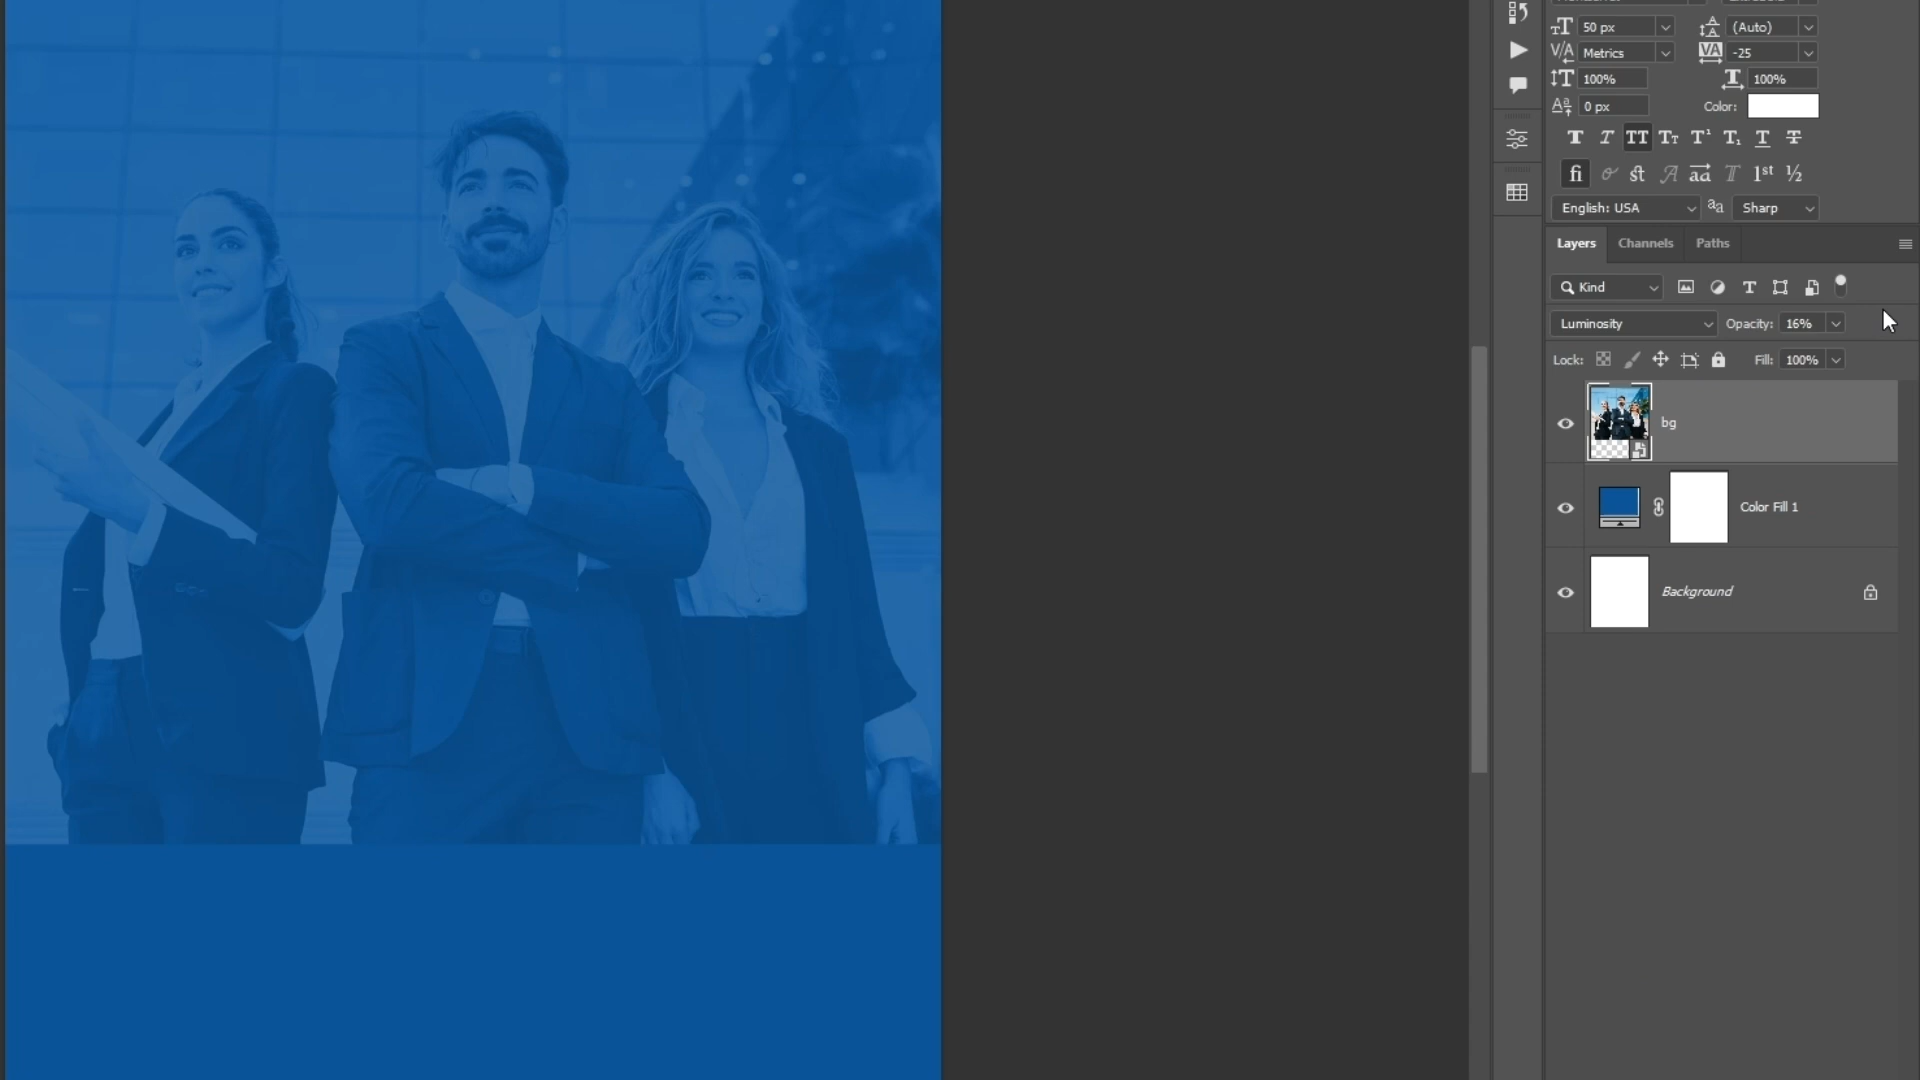 50 px
(Auto)
Metrics
-25
100%
100%
0 px
Color:
English: USA
Sharp
Layers
Channels
Paths
Kind
Luminosity
Opacity: 16%
Lock:
Fill: 100%
bg
Color Fill 1
Background